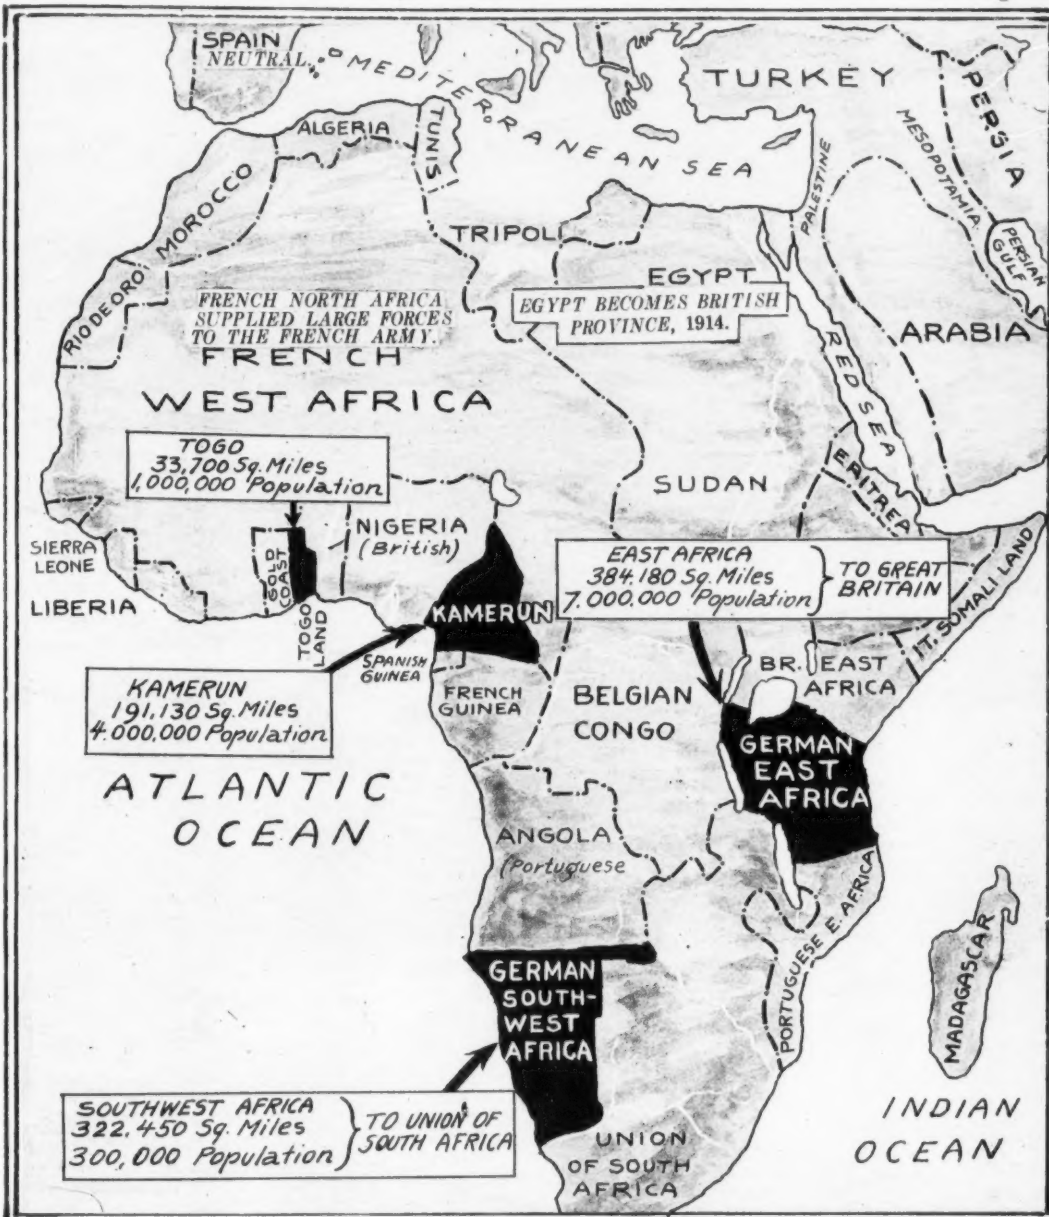 SPAIN
NEUTRAL.
MEDITERRANEAN SEA
TURKEY
PERSIA
MESOPOTAMIA
PALESTINE
PERSIAN
GULF
ALGERIA
TUNIS
MOROCCO
RIO DE ORO
TRIPOLI
EGYPT
EGYPT BECOMES BRITISH
PROVINCE, 1914.
ARABIA
RED SEA
FRENCH NORTH AFRICA
SUPPLIED LARGE FORCES
TO THE FRENCH ARMY.
FRENCH
WEST AFRICA
TOGO
33,700 Sq. Miles
1,000,000 Population
SUDAN
ERITREA
NIGERIA
(British)
SIERRA
LEONE
LIBERIA
GOLD
COAST
TOGO
LAND
KAMERUN
EAST AFRICA
384.180 Sq. Miles
7.000.000 Population
TO GREAT
BRITAIN
IT. SOMALI LAND
SPANISH
GUINEA
FRENCH
GUINEA
BR. EAST
AFRICA
KAMERUN
191,130 Sq. Miles
4.000,000 Population
BELGIAN
CONGO
GERMAN
EAST
AFRICA
ATLANTIC
OCEAN
ANGOLA
(Portuguese
PORTUGUESE E. AFRICA
MADAGASCAR
GERMAN
SOUTH-
WEST
AFRICA
SOUTHWEST AFRICA
322,450 Sq. Miles
300,000 Population
TO UNION OF
SOUTH AFRICA
UNION
OF SOUTH
AFRICA
INDIAN
OCEAN